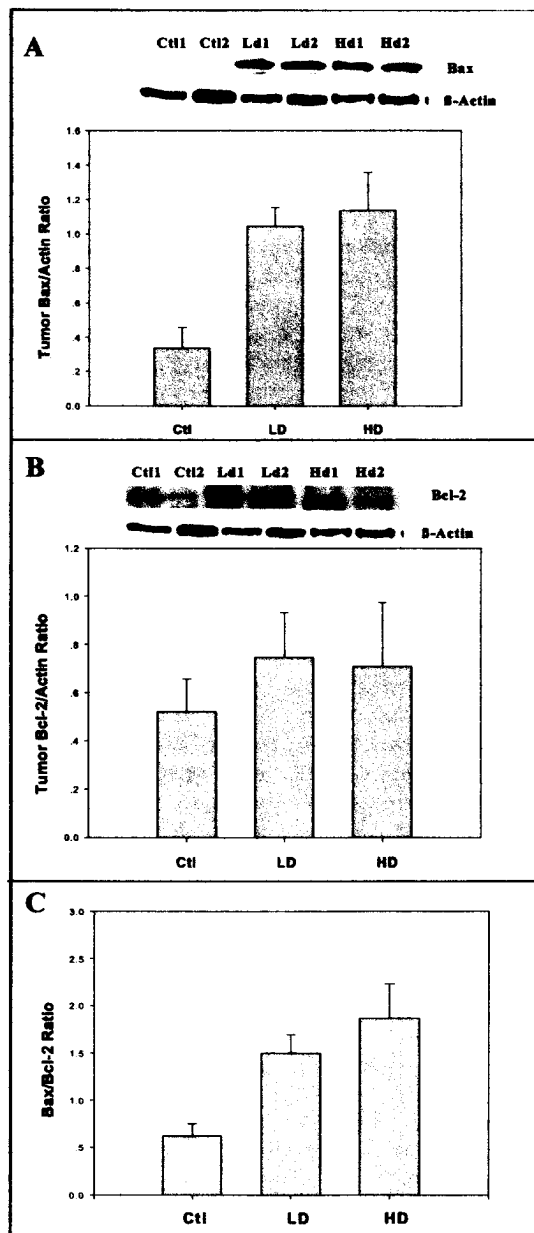 A
Ctl1 Ctl2 Ld1 Ld2 Hd1 Hd2
Bax
ß-Actin
Tumor Bax/Actin Ratio
1.6
1.4
1.2
1.0
.8
.6
.4
.2
0.0
Ctl LD HD
B
Ctl1 Ctl2 Ld1 Ld2 Hd1 Hd2
Bcl-2
ß-Actin
Tumor Bcl-2/Actin Ratio
1.2
1.0
.8
.6
.4
.2
0.0
Ctl LD HD
C
Bax/Bcl-2 Ratio
3.0
2.5
2.0
1.5
1.0
.5
0.0
Ctl LD HD